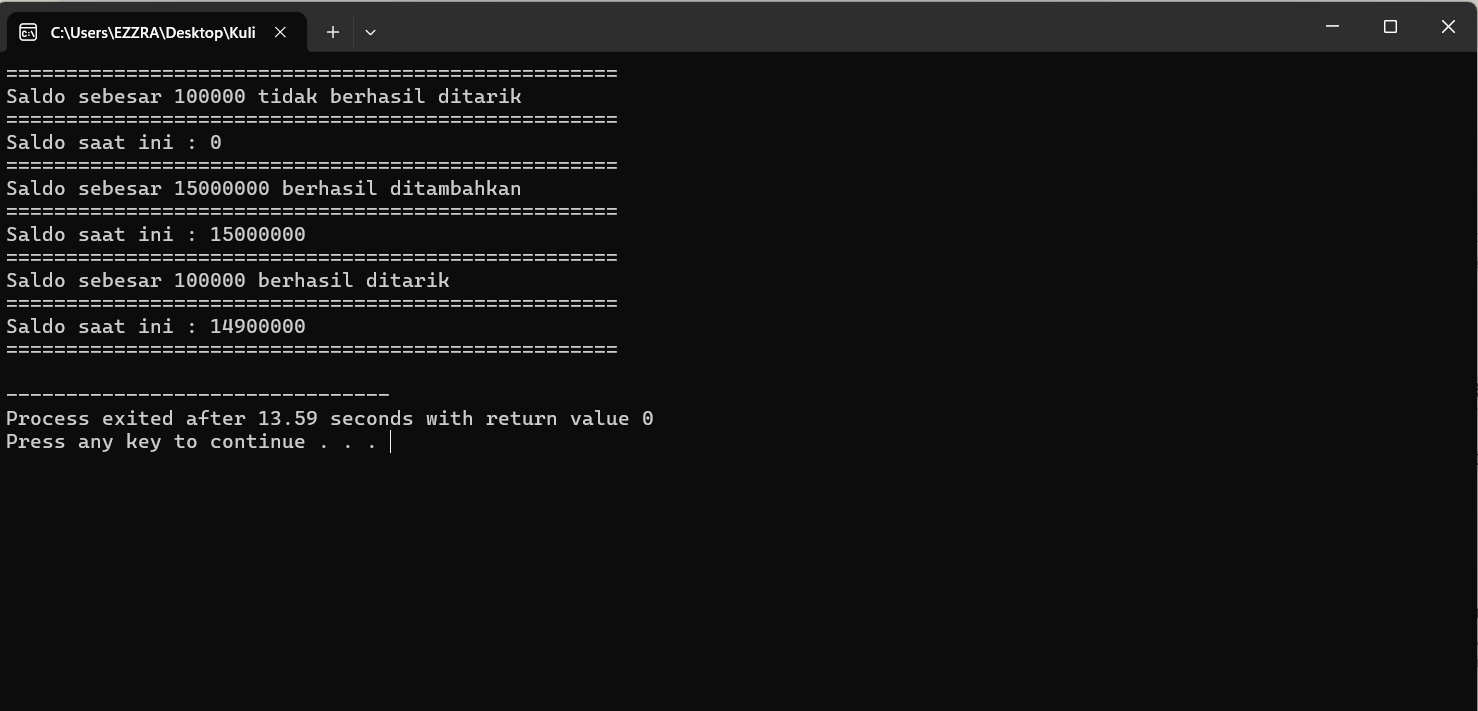 C:\Users\EZZRA\Desktop\Kuli
===================================================
Saldo sebesar 100000 tidak berhasil ditarik
===================================================
Saldo saat ini : 0
===================================================
Saldo sebesar 15000000 berhasil ditambahkan
===================================================
Saldo saat ini : 15000000
===================================================
Saldo sebesar 100000 berhasil ditarik
===================================================
Saldo saat ini : 14900000
===================================================
--------------------------------
Process exited after 13.59 seconds with return value 0
Press any key to continue . . .